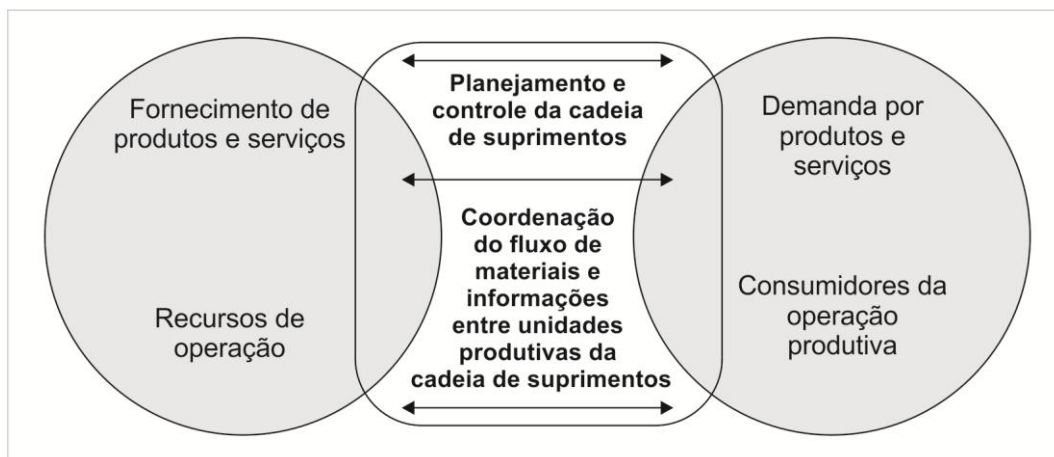 Fornecimento de
produtos e serviços
Recursos de
operação
Planejamento e
controle da cadeia
de suprimentos
Coordenação
do fluxo de
materiais e
informações
entre unidades
produtivas da
cadeia de suprimentos
Demanda por
produtos e
serviços
Consumidores da
operação
produtiva